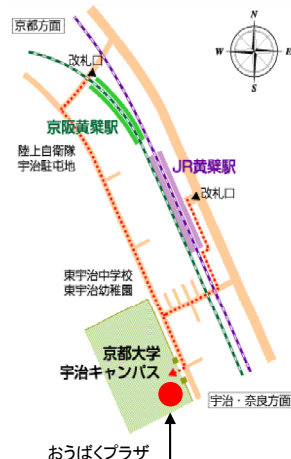 京都方面
改札口
N
W E
S
京阪黄檗駅
陸上自衛隊
宇治駐屯地
JR黄檗駅
改札口
東宇治中学校
東宇治幼稚園
京都大学
宇治キャンパス
宇治・奈良方面
おうばくプラザ